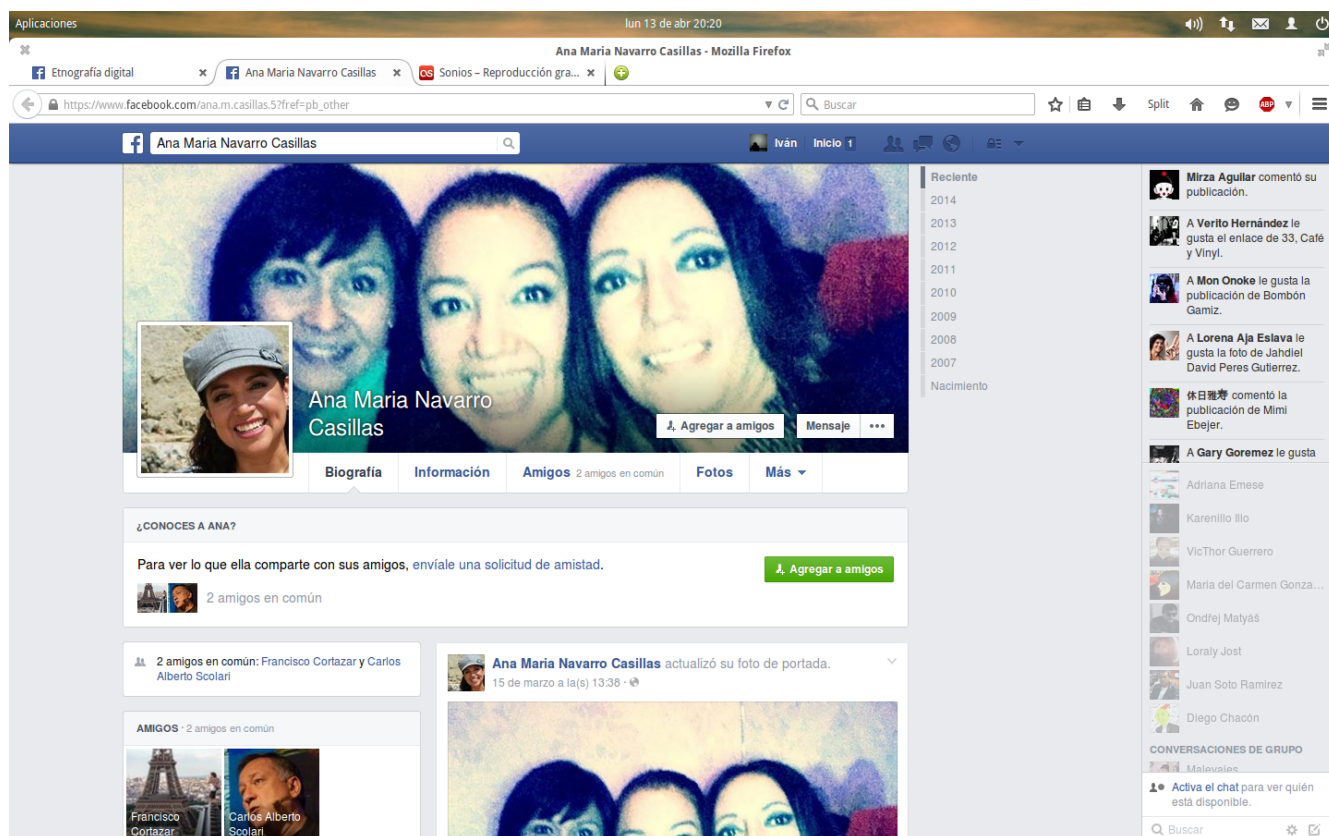 Aplicaciones
lun 13 de abr 20:20
Ana Maria Navarro Casillas - Mozilla Firefox
Etnografía digital
Ana Maria Navarro Casillas
Sonios – Reproducción gra...
https://www.facebook.com/ana.m.casillas.5?fref=pb_other
Buscar
Split
ABP
Ana Maria Navarro Casillas
Iván
Inicio 1
Ana Maria Navarro
Casillas
Agregar a amigos
Mensaje
Biografía
Información
Amigos 2 amigos en común
Fotos
Más
¿CONOCES A ANA?
Para ver lo que ella comparte con sus amigos, envíale una solicitud de amistad.
Agregar a amigos
2 amigos en común
2 amigos en común: Francisco Cortazar y Carlos
Alberto Scolari
AMIGOS · 2 amigos en común
Francisco
Cortazar
Carlos Alberto
Scolari
Ana Maria Navarro Casillas actualizó su foto de portada.
15 de marzo a la(s) 13:38 ·
Reciente
2014
2013
2012
2011
2010
2009
2008
2007
Nacimiento
Mirza Aguilar comentó su
publicación.
A Verito Hernández le
gusta el enlace de 33, Café
y Vinyl.
A Mon Onoke le gusta la
publicación de Bombón
Gamiz.
A Lorena Aja Eslava le
gusta la foto de Jahdiel
David Peres Gutierrez.
休日雅寿 comentó la
publicación de Mimi
Ebejer.
A Gary Goremez le gusta
Adriana Emese
Karenillo Illo
VicThor Guerrero
Maria del Carmen Gonza...
Ondřej Matyáš
Loraly Jost
Juan Soto Ramirez
Diego Chacón
CONVERSACIONES DE GRUPO
Malevajes
Activa el chat para ver quién
está disponible.
Buscar